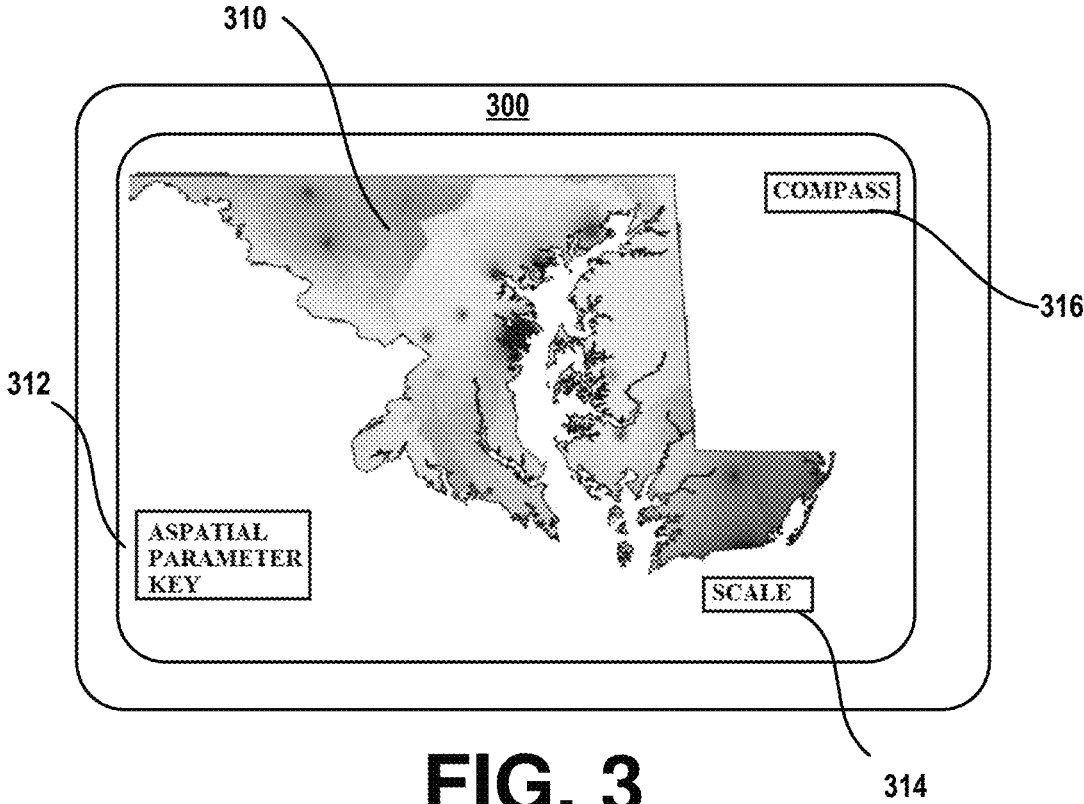 310
300
COMPASS
316
312
ASPATIAL
PARAMETER
KEY
SCALE
FIG. 3
314